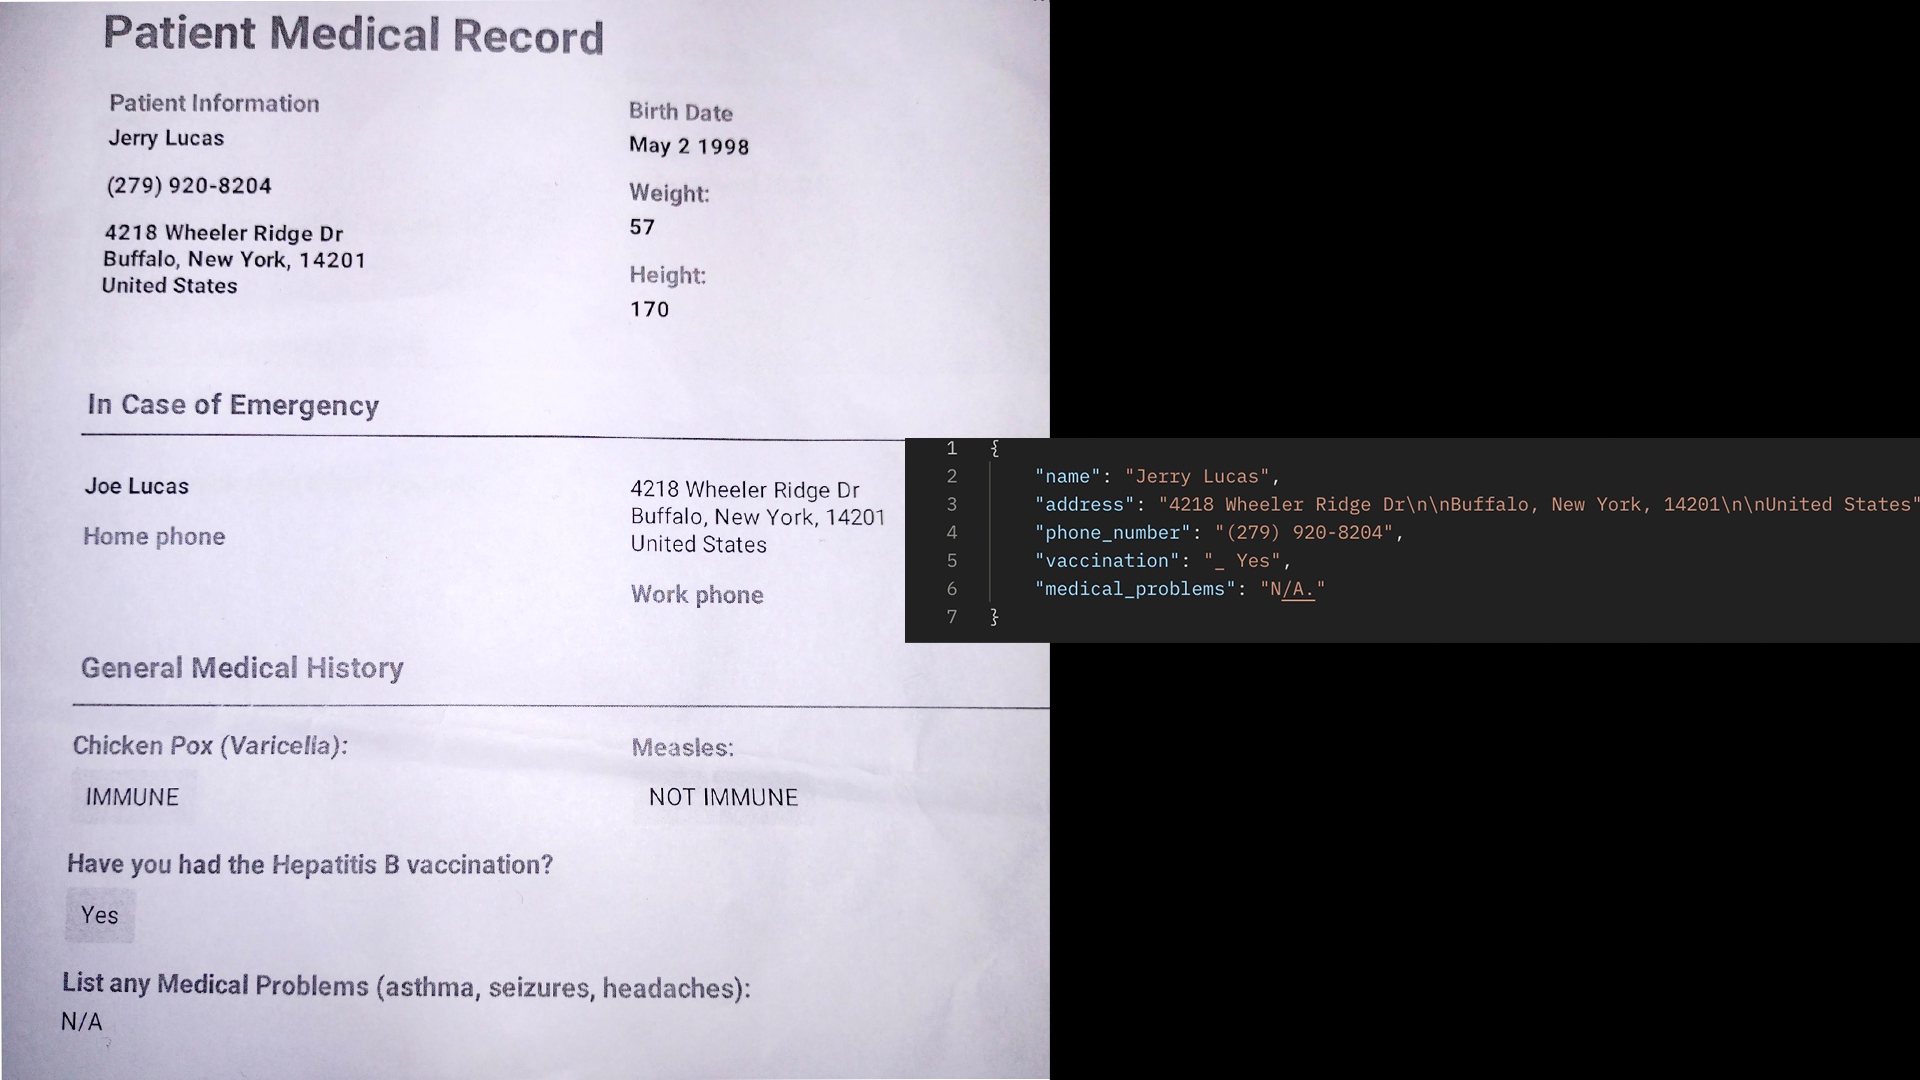 Patient Medical Record
Patient Information
Jerry Lucas
(279) 920-8204
4218 Wheeler Ridge Dr
Buffalo, New York, 14201
United States
Birth Date
May 2 1998
Weight:
57
Height:
170
In Case of Emergency
Joe Lucas
Home phone
4218 Wheeler Ridge Dr
Buffalo, New York, 14201
United States
Work phone
General Medical History
Chicken Pox (Varicella):
IMMUNE
Measles:
NOT IMMUNE
Have you had the Hepatitis B vaccination?
Yes
List any Medical Problems (asthma, seizures, headaches):
N/A
1 {
2 "name": "Jerry Lucas",
3 "address": "4218 Wheeler Ridge Dr\n\nBuffalo, New York, 14201\n\nUnited States"
4 "phone_number": "(279) 920-8204",
5 "vaccination": "_ Yes",
6 "medical_problems": "N/A."
7 }